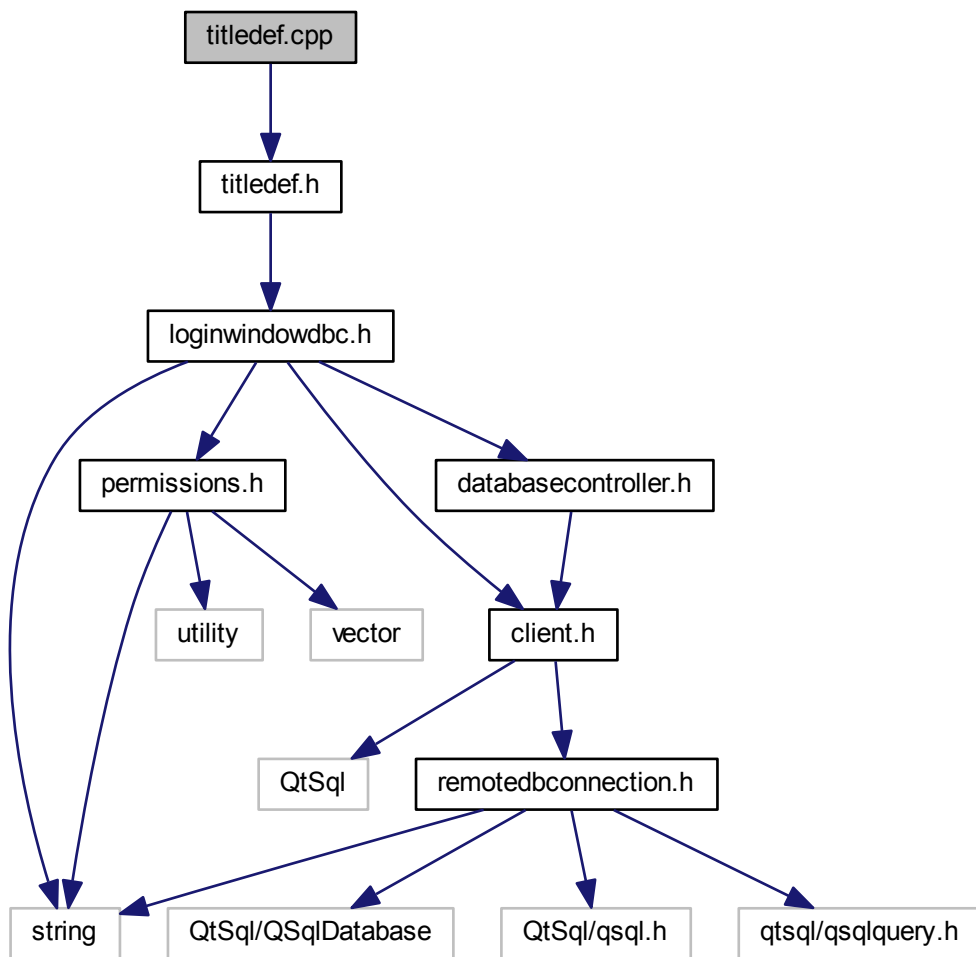 titledef.cpp
titledef.h
loginwindowdbc.h
permissions.h
databasecontroller.h
utility
vector
client.h
QtSql
remotedbconnection.h
string
QtSql/QSqlDatabase
QtSql/qsql.h
qtsql/qsqlquery.h